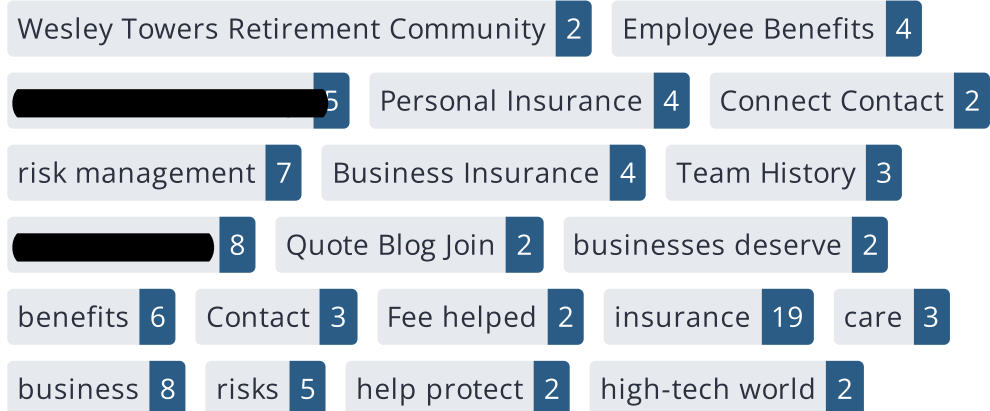 Wesley Towers Retirement Community 2 Employee Benefits 4
5 Personal Insurance 4 Connect Contact 2
risk management 7 Business Insurance 4 Team History 3
8 Quote Blog Join 2 businesses deserve 2
benefits 6 Contact 3 Fee helped 2 insurance 19 care 3
business 8 risks 5 help protect 2 high-tech world 2